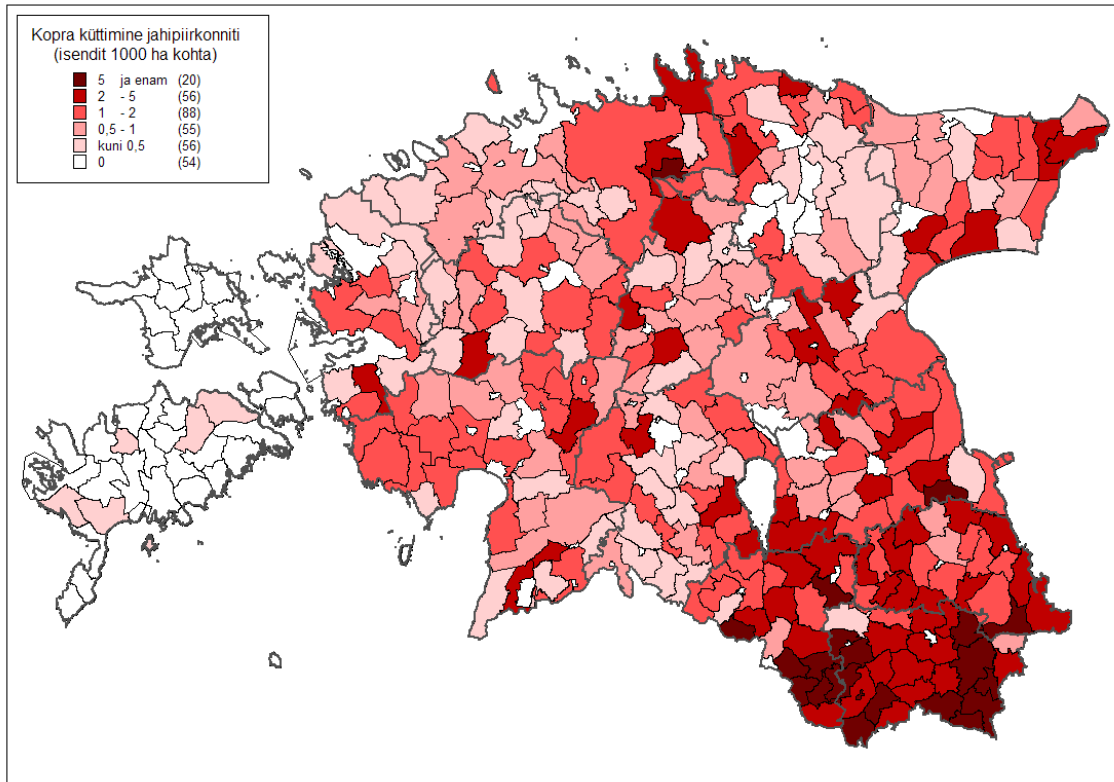 Kopra küttimine jahipiirkonniti
(isendit 1000 ha kohta)
5 ja enam (20)
2 - 5 (56)
1 - 2 (88)
0,5 - 1 (55)
kuni 0,5 (56)
0 (54)